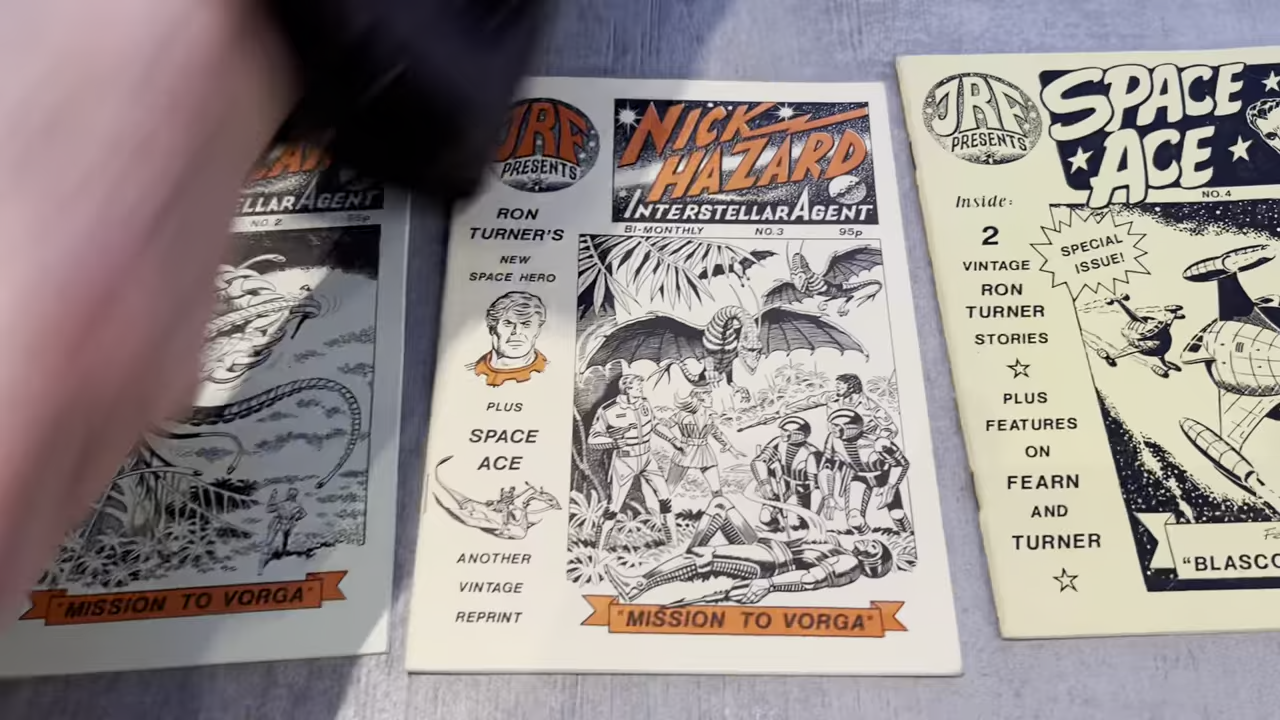 LLAR AGENT
NO. 2
95p
"MISSION TO VORGA"
JRF
PRESENTS
NICK
HAZARD
INTERSTELLAR AGENT
BI-MONTHLY NO.3 95p
RON
TURNER'S
NEW
SPACE HERO
PLUS
SPACE
ACE
ANOTHER
VINTAGE
REPRINT
"MISSION TO VORGA"
JRF
PRESENTS
SPACE
ACE
NO.4
Inside:
2
VINTAGE
RON
TURNER
STORIES
PLUS
FEATURES
ON
FEARN
AND
TURNER
SPECIAL
ISSUE!
"BLASCO